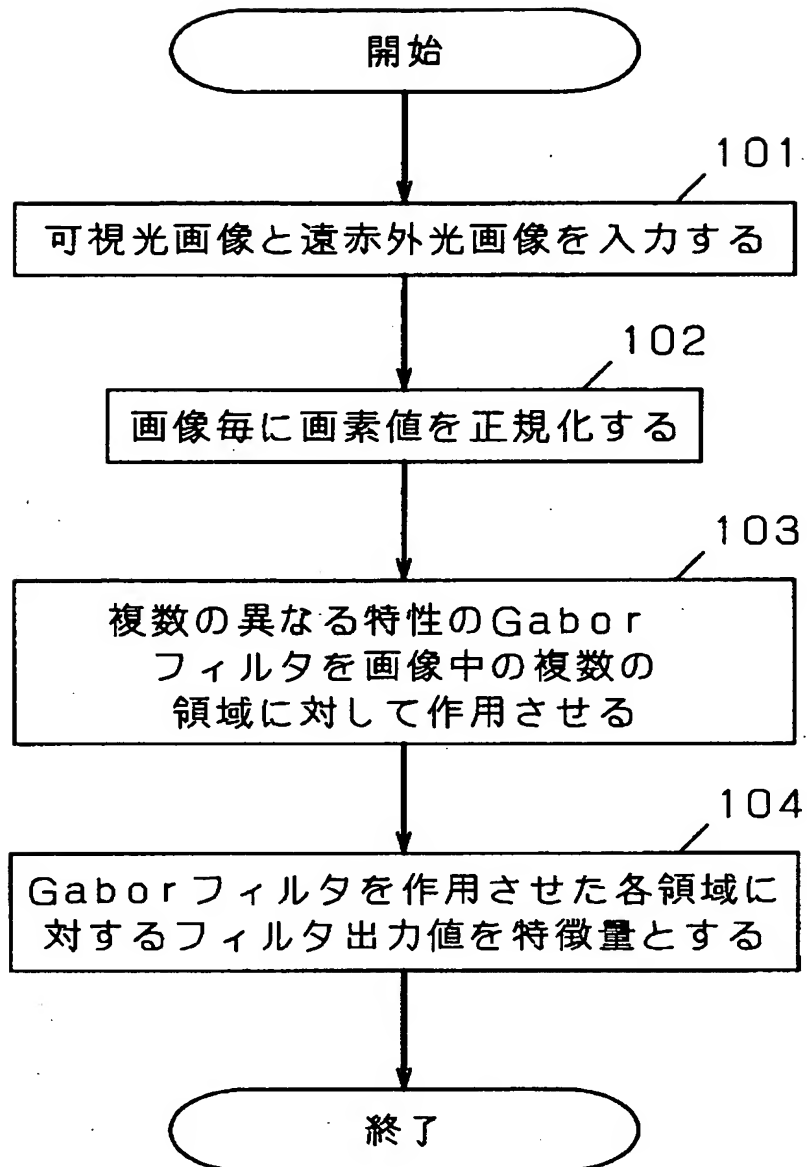 開始
101
可視光画像と遠赤外光画像を入力する
102
画像毎に画素値を正規化する
103
複数の異なる特性のGabor
フィルタを画像中の複数の
領域に対して作用させる
104
Gaborフィルタを作用させた各領域に
対するフィルタ出力値を特徴量とする
終了